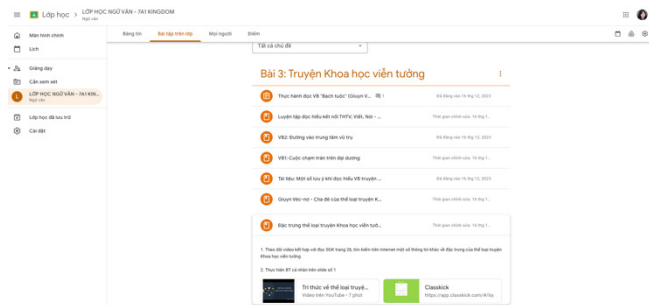 Lớp học > LỚP HỌC NGỮ VĂN - 7A1 KINGDOM
Ngữ văn
Màn hình chính
Lịch
Giảng dạy
Cần xem xét
LỚP HỌC NGỮ VĂN - 7A1 KIN...
Ngữ văn
Lớp học đã lưu trữ
Cài đặt
Bảng tin
Bài tập trên lớp
Mọi người
Điểm
Tất cả chủ đề
Bài 3: Truyện Khoa học viễn tưởng
Thực hành đọc VB "Bạch tuộc" (Giuyn V... 1
Đã đăng vào 16 thg 12, 2023
Luyện tập đọc hiểu kết nối THTV, Viết, Nói - ...
Thời gian chỉnh sửa: 16 thg 1...
VB2: Đường vào trung tâm vũ trụ
Đã đăng vào 16 thg 12, 2023
VB1: Cuộc chạm trán trên đại dương
Thời gian chỉnh sửa: 16 thg 1...
Tài liệu: Một số lưu ý khi đọc hiểu VB truyện ...
Đã đăng vào 16 thg 12, 2023
Giuyn Véc-nơ - Cha đẻ của thể loại truyện K...
Thời gian chỉnh sửa: 16 thg 1...
Đặc trưng thể loại truyện Khoa học viễn tưở...
Thời gian chỉnh sửa: 16 thg 1...
1. Theo dõi video kết hợp với đọc SGK trang 20, tìm kiếm trên internet một số thông tin khác về đặc trưng của thể loại truyện
Khoa học viễn tưởng.
2. Thực hiện BT cá nhân trên slide số 1
Tri thức về thể loại truyệ...
Video trên YouTube • 7 phút
Classkick
https://app.classkick.com/#/lo